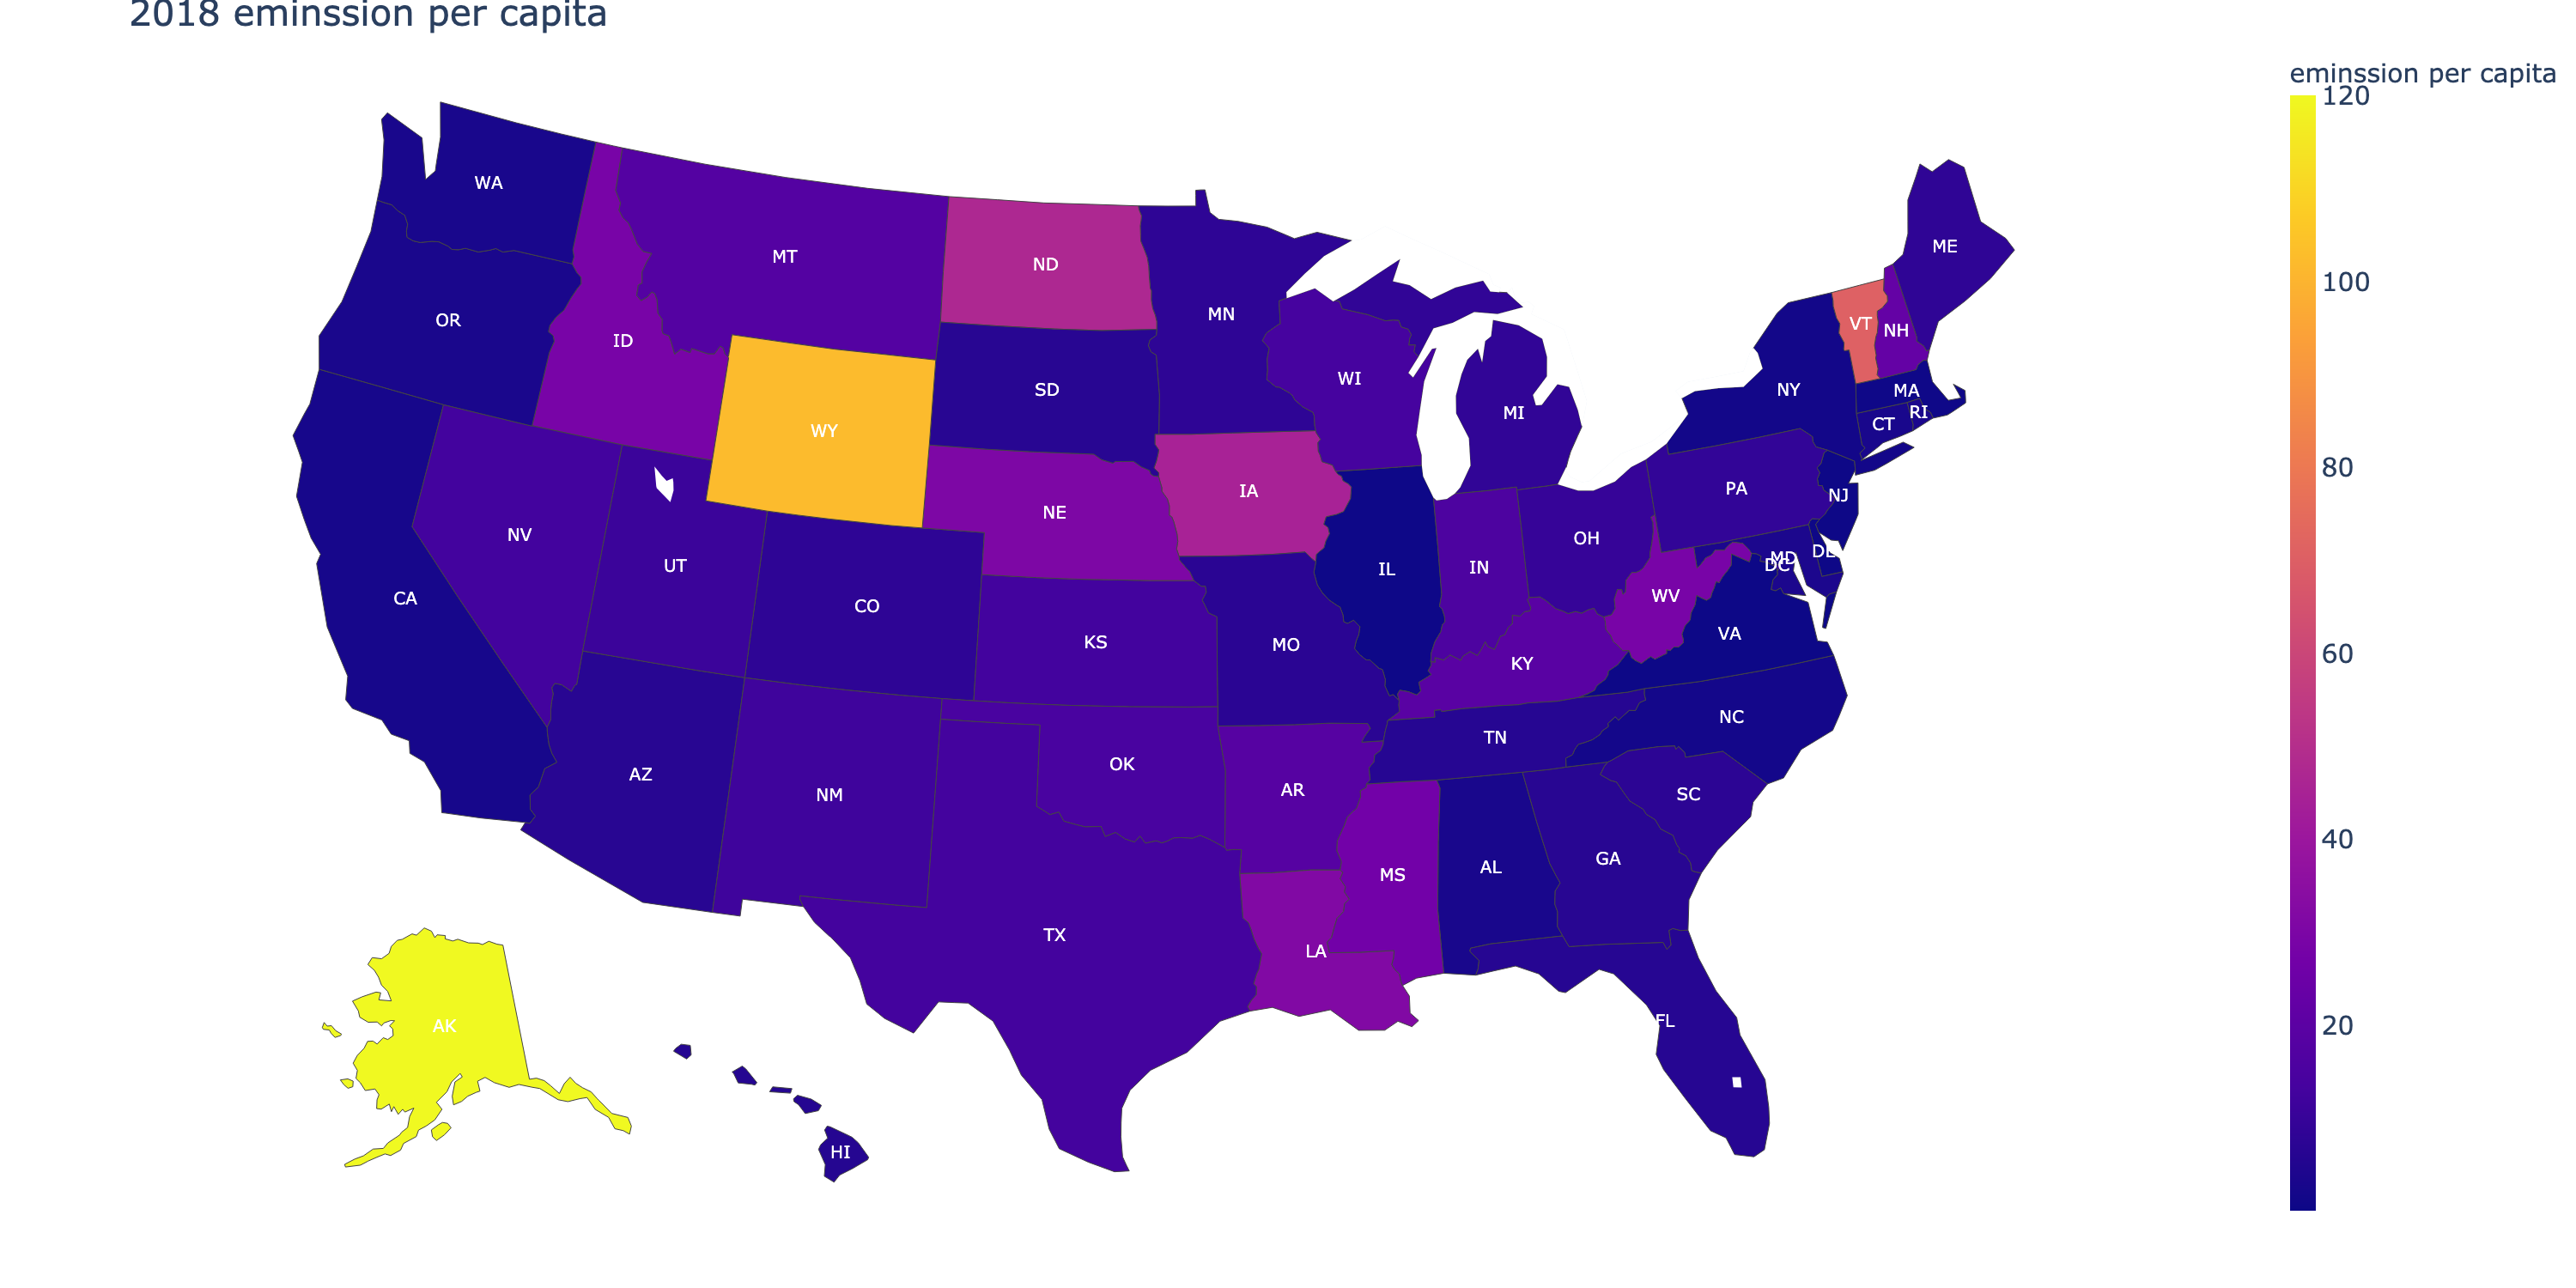 2018 eminssion per capita
eminssion per capita
120
100
80
60
40
20
WA
MT
ND
ME
OR
MN
VT
NH
ID
SD
WI
NY
MA
MI
RI
CT
WY
IA
PA
NJ
NE
NV
OH
DE
MD
DC
UT
IL
IN
CA
CO
WV
KS
MO
VA
KY
NC
TN
OK
AZ
NM
AR
SC
GA
AL
MS
TX
LA
FL
AK
HI